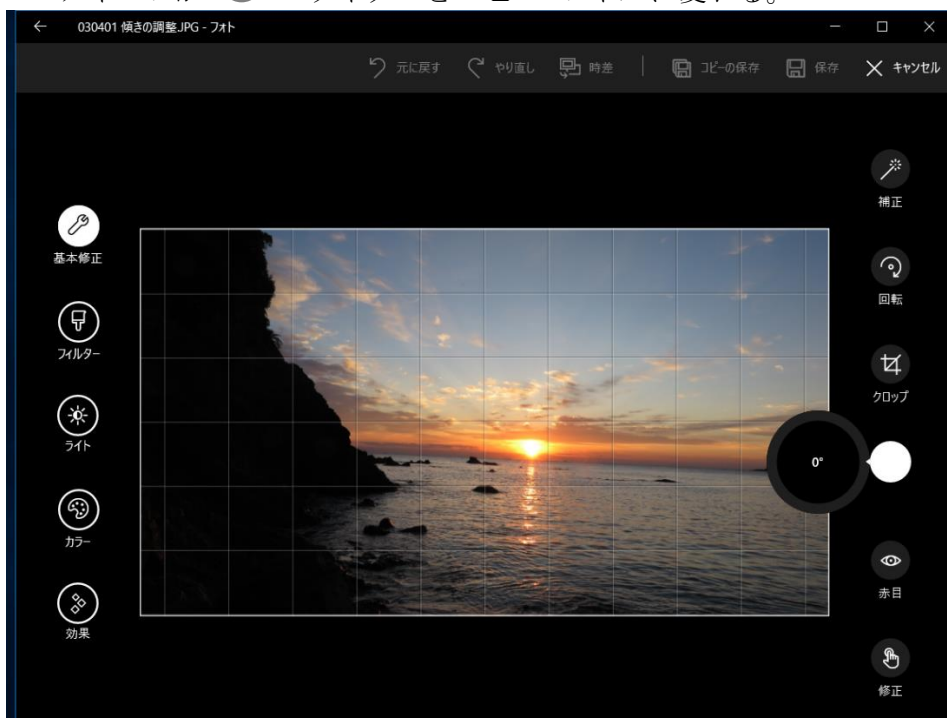 030401 傾きの調整.JPG - フォト
元に戻す やり直し 時差 コピーの保存 保存 キャンセル
基本修正
フィルター
ライト
カラー
効果
補正
回転
クロップ
0°
赤目
修正